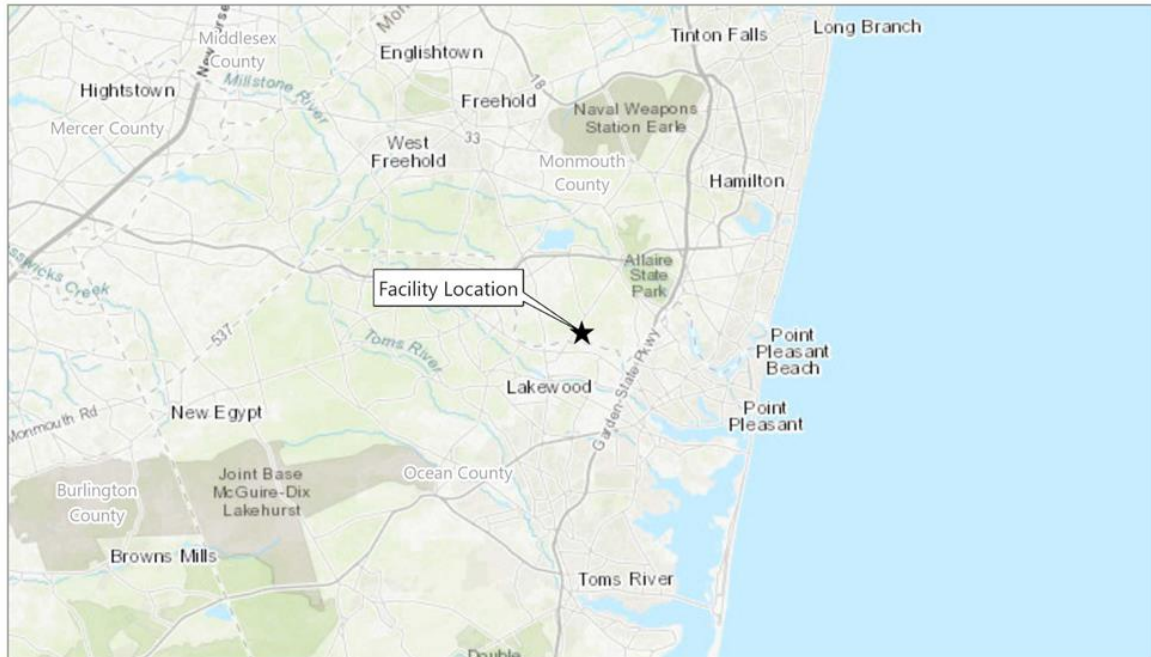 Middlesex
County
Englishtown
Tinton Falls
Long Branch
Hightstown
Millstone River
18
Freehold
Naval Weapons
Station Earle
Mercer County
33
West
Freehold
Monmouth
County
Hamilton
Allaire
State
Park
Facility Location
537
Toms River
Point
Pleasant
Beach
Lakewood
Garden State Pkwy
New Egypt
Point
Pleasant
Monmouth Rd
Ocean County
Joint Base
McGuire-Dix
Lakehurst
Burlington
County
Browns Mills
Toms River
Creek